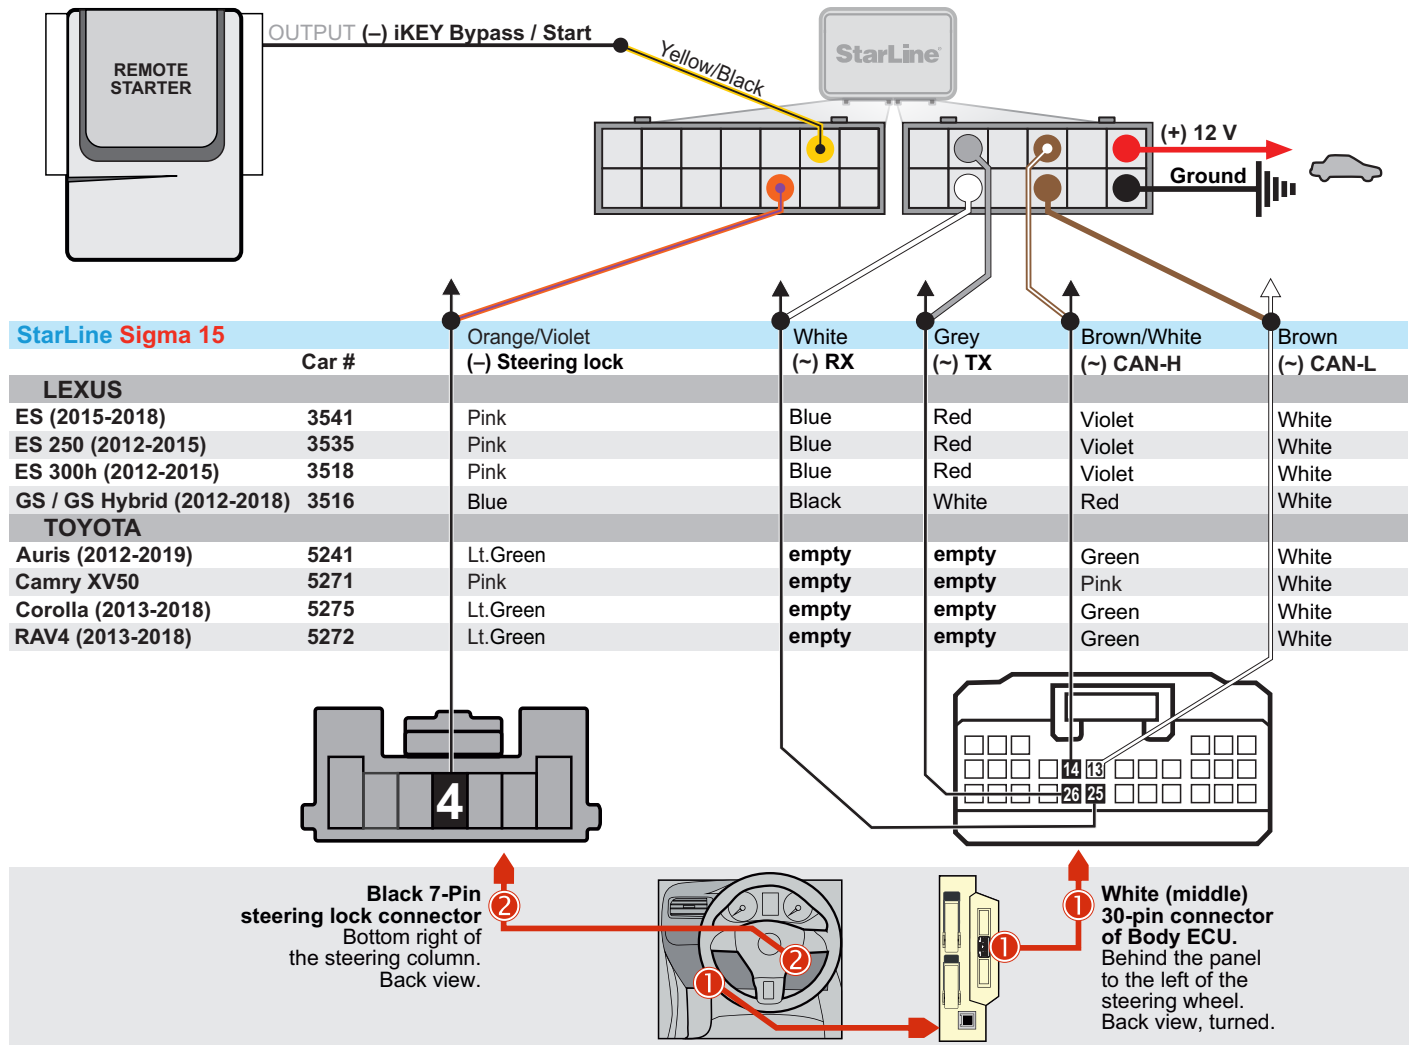 OUTPUT (–) iKEY Bypass / Start
Yellow/Black
StarLine
REMOTE
STARTER
(+) 12 V
Ground
StarLine Sigma 15 Orange/Violet White Grey Brown/White Brown
Car # (–) Steering lock (~) RX (~) TX (~) CAN-H (~) CAN-L
LEXUS
ES (2015-2018) 3541 Pink Blue Red Violet White
ES 250 (2012-2015) 3535 Pink Blue Red Violet White
ES 300h (2012-2015) 3518 Pink Blue Red Violet White
GS / GS Hybrid (2012-2018) 3516 Blue Black White Red White
TOYOTA
Auris (2012-2019) 5241 Lt.Green empty empty Green White
Camry XV50 5271 Pink empty empty Pink White
Corolla (2013-2018) 5275 Lt.Green empty empty Green White
RAV4 (2013-2018) 5272 Lt.Green empty empty Green White
4
14 13
26 25
Black 7-Pin
steering lock connector
Bottom right of
the steering column.
Back view.
2
2
1
1
1
White (middle)
30-pin connector
of Body ECU.
Behind the panel
to the left of the
steering wheel.
Back view, turned.